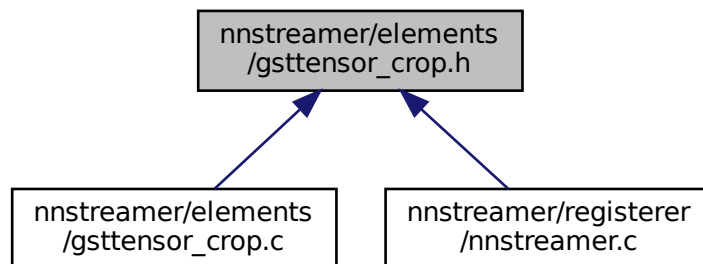 nnstreamer/elements
/gsttensor_crop.h
nnstreamer/elements
/gsttensor_crop.c
nnstreamer/registerer
/nnstreamer.c